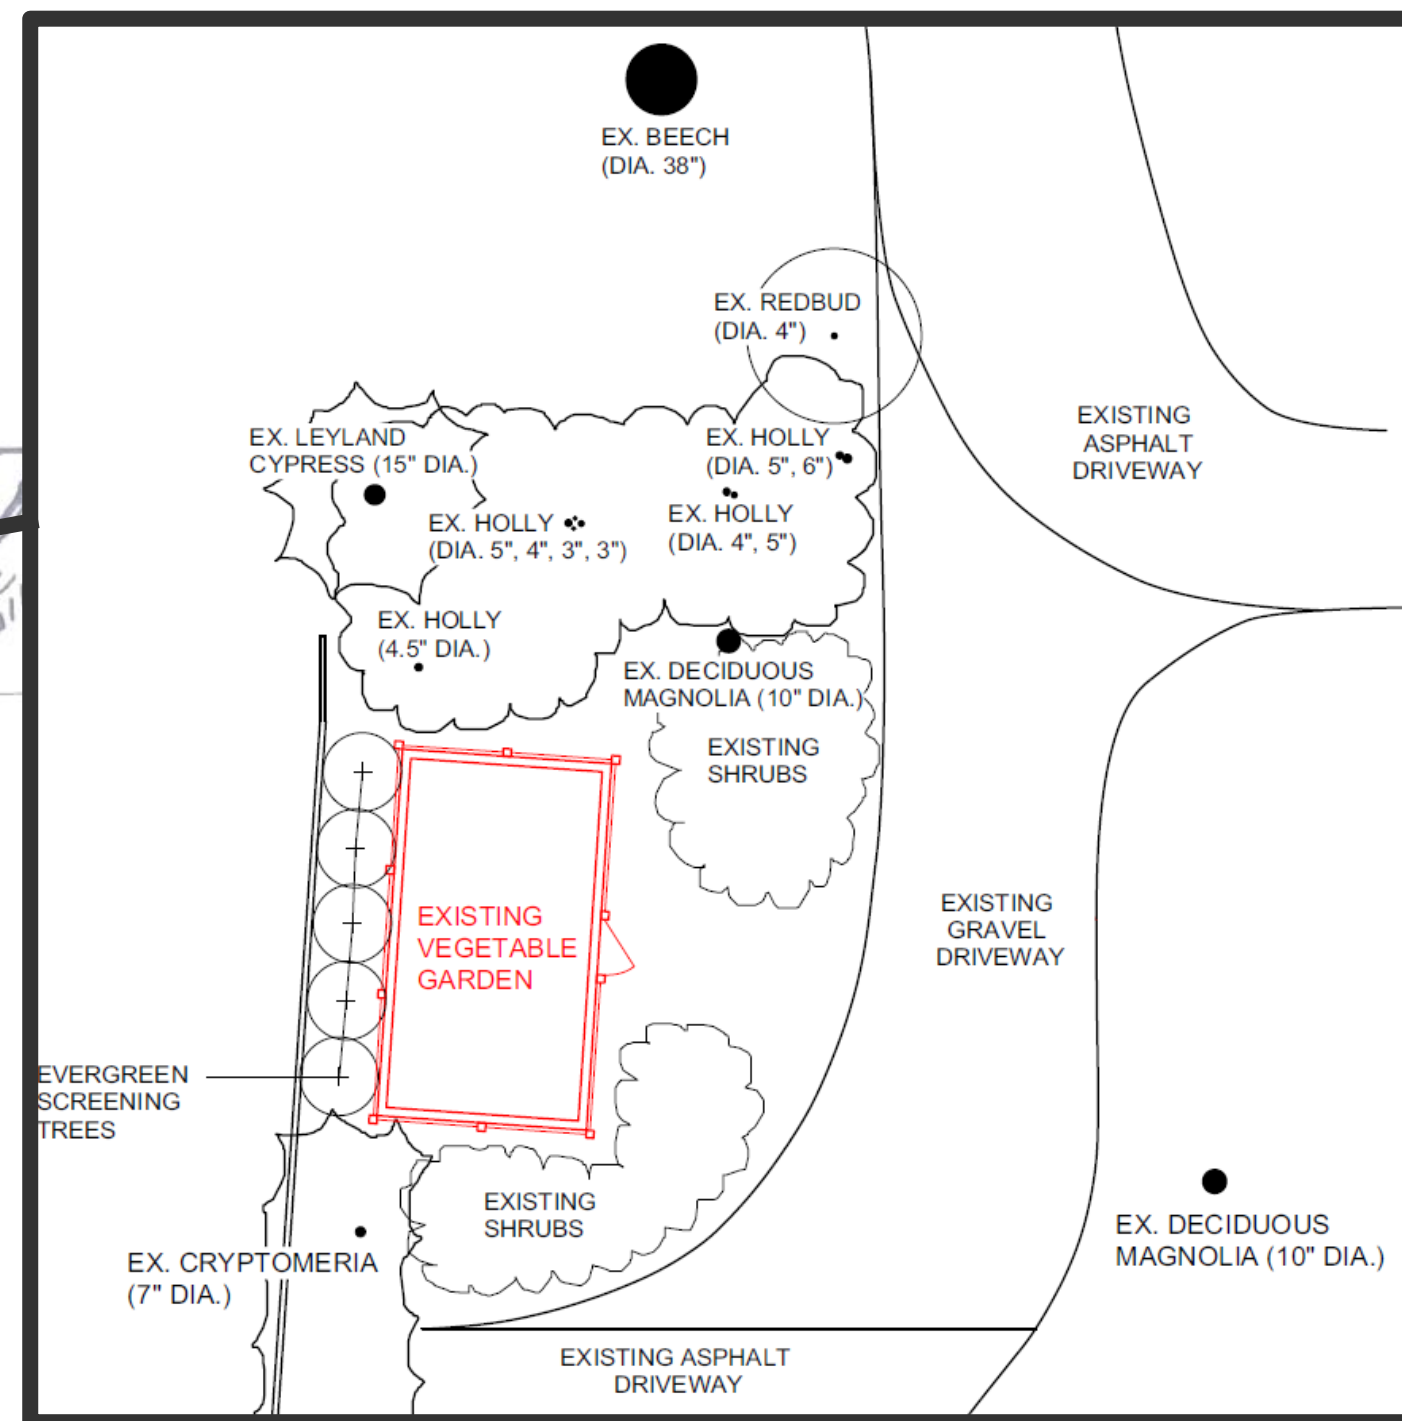 EX. BEECH
(DIA. 38")
EX. REDBUD
(DIA. 4")
EX. LEYLAND
CYPRESS (15" DIA.)
EX. HOLLY
(DIA. 5", 6")
EX. HOLLY
(DIA. 5", 4", 3", 3")
EX. HOLLY
(DIA. 4", 5")
EXISTING
ASPHALT
DRIVEWAY
EX. HOLLY
(4.5" DIA.)
EX. DECIDUOUS
MAGNOLIA (10" DIA.)
EXISTING
SHRUBS
EXISTING
VEGETABLE
GARDEN
EXISTING
GRAVEL
DRIVEWAY
EVERGREEN
SCREENING
TREES
EXISTING
SHRUBS
EX. CRYPTOMERIA
(7" DIA.)
EX. DECIDUOUS
MAGNOLIA (10" DIA.)
EXISTING ASPHALT
DRIVEWAY